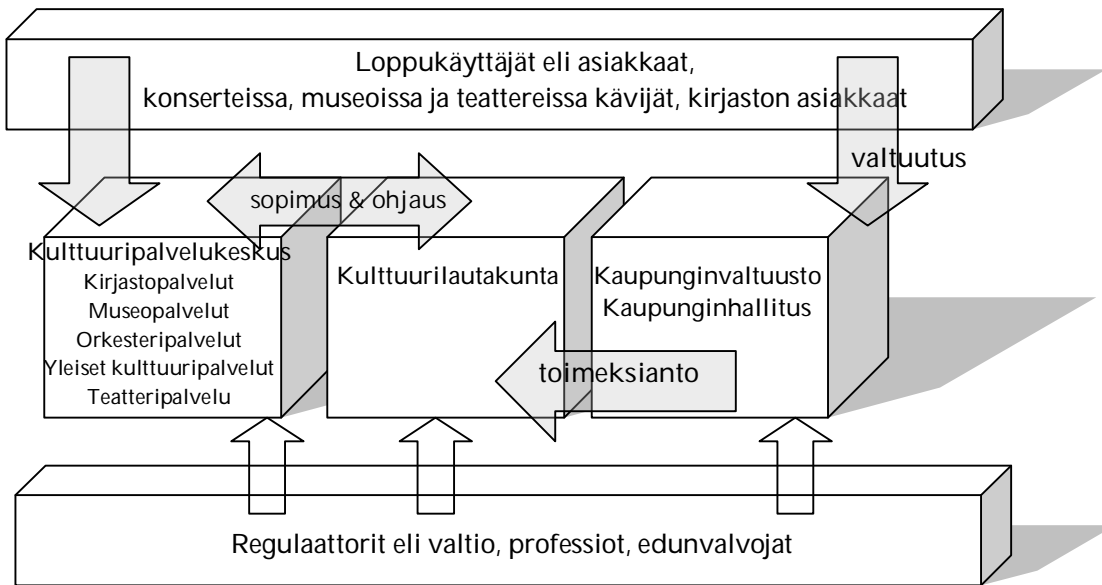 Loppukäyttäjät eli asiakkaat,
konserteissa, museoissa ja teattereissa kävijät, kirjaston asiakkaat
valtuutus
sopimus & ohjaus
Kulttuuripalvelukeskus
Kirjastopalvelut
Museopalvelut
Orkesteripalvelut
Yleiset kulttuuripalvelut
Teatteripalvelu
Kulttuurilautakunta
Kaupunginvaltuusto
Kaupunginhallitus
toimeksianto
Regulaattorit eli valtio, professiot, edunvalvojat